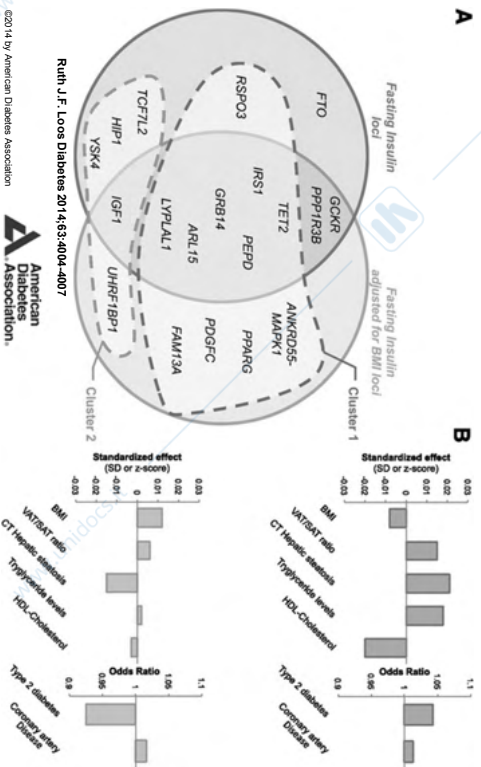 A
Fasting Insulin
loci
Fasting Insulin
adjusted for BMI loci
FTO
GCKR
PPP1R3B
RSPO3
IRS1
TET2
GRB14
PEPD
ARL15
LYPLAL1
ANKRD55-
MAPK1
PPARG
PDGFC
FAM13A
TCF7L2
HIP1
YSK4
IGF1
UHRF1BP1
Cluster 1
Cluster 2
B
Standardized effect
(SD or z-score)
0.03
0.02
0.01
0
-0.01
-0.02
-0.03
BMI
VAT/SAT ratio
CT Hepatic steatosis
Tryglyceride levels
HDL-Cholesterol
Odds Ratio
1.1
1.05
1
0.95
0.9
Type 2 diabetes
Coronary artery
Disease
Standardized effect
(SD or z-score)
0.03
0.02
0.01
0
-0.01
-0.02
-0.03
BMI
VAT/SAT ratio
CT Hepatic steatosis
Tryglyceride levels
HDL-Cholesterol
Odds Ratio
1.1
1.05
1
0.95
0.9
Type 2 diabetes
Coronary artery
Disease
Ruth J.F. Loos Diabetes 2014;63:4004-4007
©2014 by American Diabetes Association
American
Diabetes
Association®